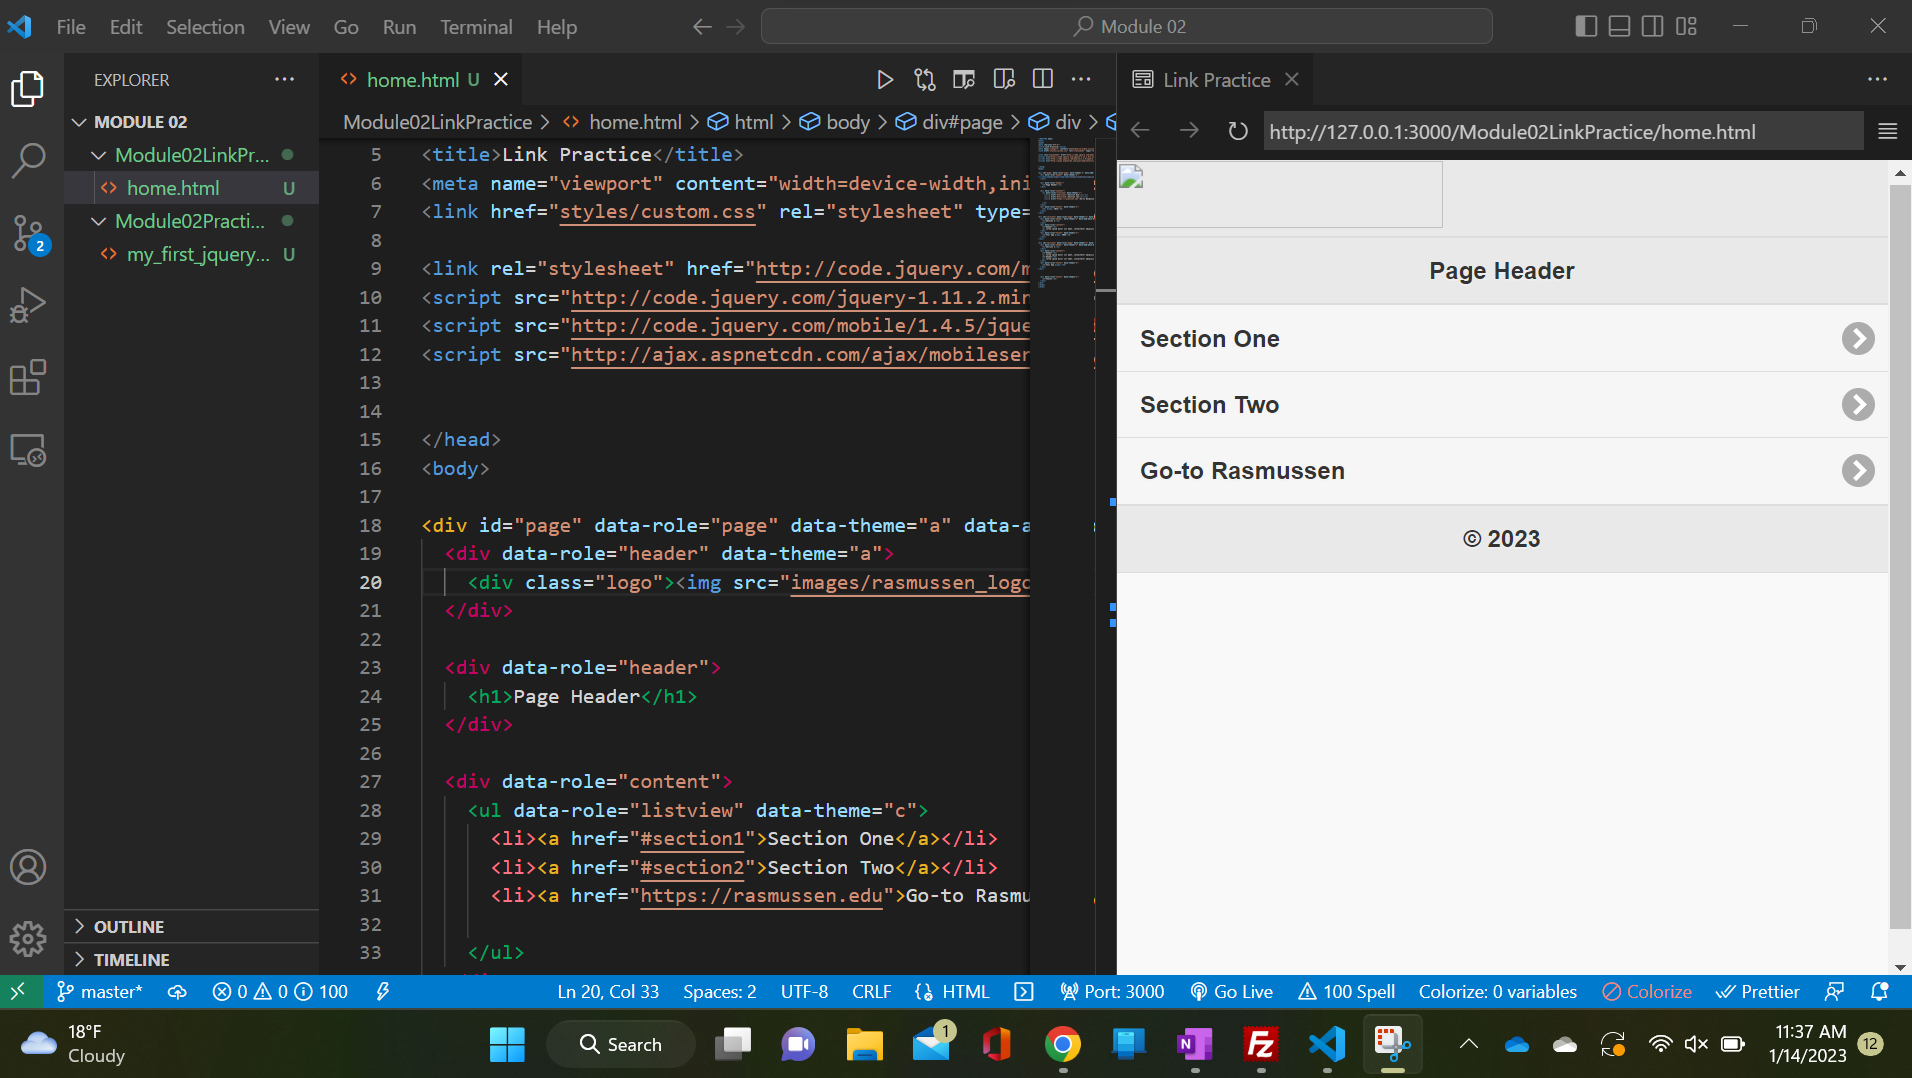 File Edit Selection View Go Run Terminal Help
Module 02
EXPLORER
MODULE 02
Module02LinkPr...
home.html U
Module02Practi...
my_first_jquery... U
OUTLINE
TIMELINE
home.html U
Module02LinkPractice > home.html > html > body > div#page > div >
5 <title>Link Practice</title>
6 <meta name="viewport" content="width=device-width,ini
7 <link href="styles/custom.css" rel="stylesheet" type=
8
9 <link rel="stylesheet" href="http://code.jquery.com/m
10 <script src="http://code.jquery.com/jquery-1.11.2.min
11 <script src="http://code.jquery.com/mobile/1.4.5/jque
12 <script src="http://ajax.aspnetcdn.com/ajax/mobileser
13
14
15 </head>
16 <body>
17
18 <div id="page" data-role="page" data-theme="a" data-a
19 <div data-role="header" data-theme="a">
20 <div class="logo"><img src="images/rasmussen_logo
21 </div>
22
23 <div data-role="header">
24 <h1>Page Header</h1>
25 </div>
26
27 <div data-role="content">
28 <ul data-role="listview" data-theme="c">
29 <li><a href="#section1">Section One</a></li>
30 <li><a href="#section2">Section Two</a></li>
31 <li><a href="https://rasmussen.edu">Go-to Rasmu
32
33 </ul>
Link Practice
http://127.0.0.1:3000/Module02LinkPractice/home.html
Page Header
Section One
Section Two
Go-to Rasmussen
© 2023
2
master* 0 0 100 Ln 20, Col 33 Spaces: 2 UTF-8 CRLF HTML Port: 3000 Go Live 100 Spell Colorize: 0 variables Colorize Prettier
18°F
Cloudy
Search
1
N
Fz
11:37 AM
1/14/2023
12